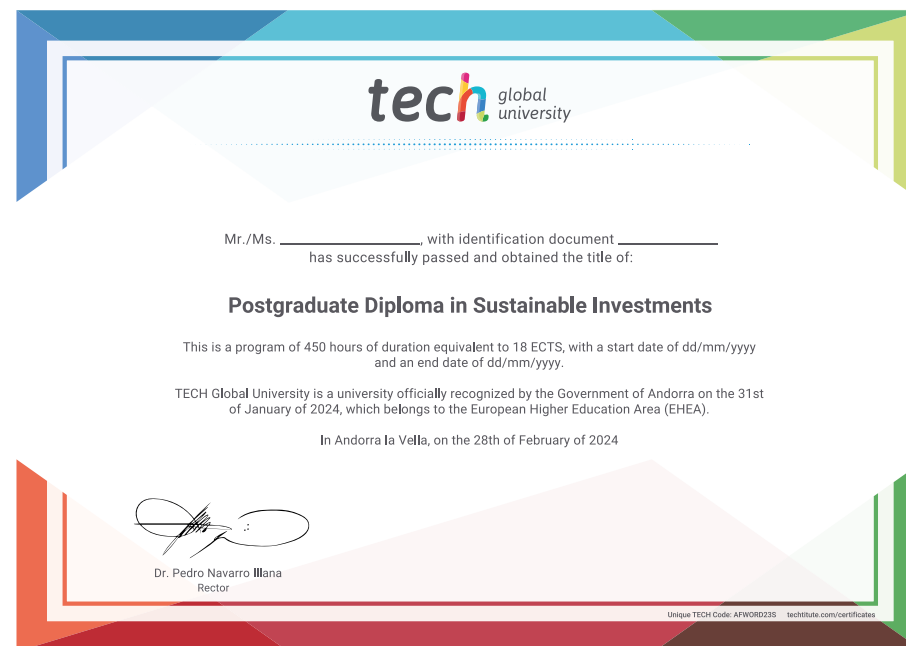 tech global university
Mr./Ms. ____________________, with identification document ______________
has successfully passed and obtained the title of:
Postgraduate Diploma in Sustainable Investments
This is a program of 450 hours of duration equivalent to 18 ECTS, with a start date of dd/mm/yyyy
and an end date of dd/mm/yyyy.
TECH Global University is a university officially recognized by the Government of Andorra on the 31st
of January of 2024, which belongs to the European Higher Education Area (EHEA).
In Andorra la Vella, on the 28th of February of 2024
Dr. Pedro Navarro Illana
Rector
Unique TECH Code: AFWORD23S techtitute.com/certificates